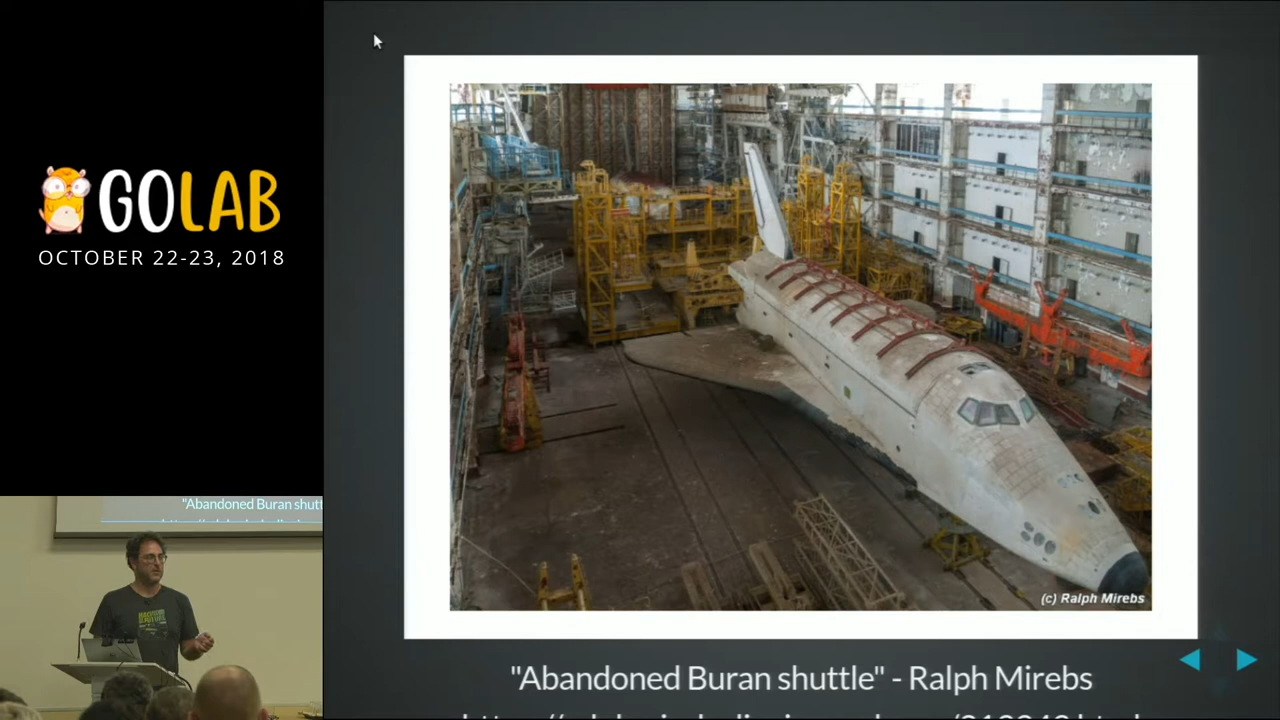 GOLAB
OCTOBER 22-23, 2018
"Abandoned Buran shutt
(c) Ralph Mirebs
"Abandoned Buran shuttle" - Ralph Mirebs